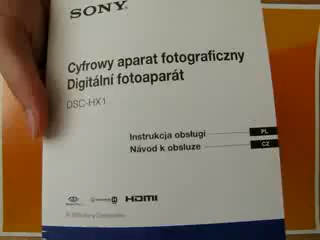 SONY
Cyfrowy aparat fotograficzny
Digitální fotoaparát
DSC-HX1
Instrukcja obsługi PL
Návod k obsluze CZ
HDMI